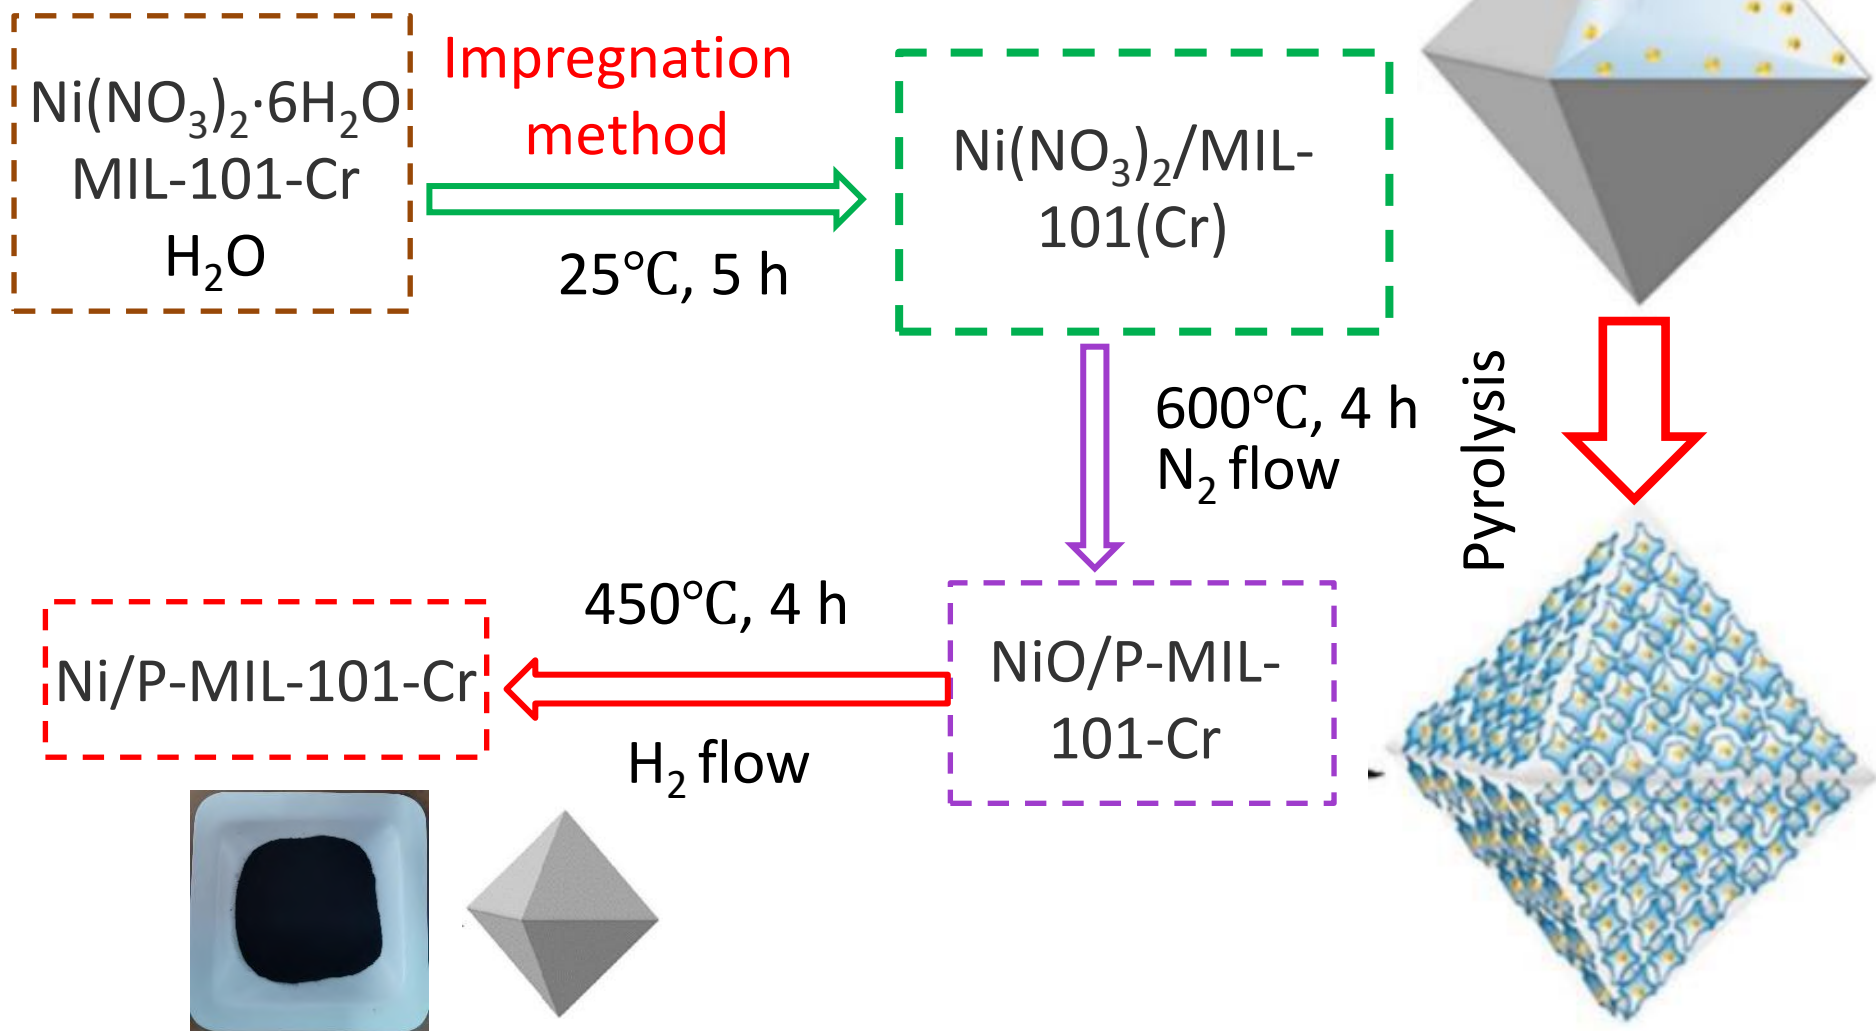 Ni(NO₃)₂·6H₂O
MIL-101-Cr
H₂O
Impregnation
method
25℃, 5 h
Ni(NO₃)₂/MIL-
101(Cr)
600℃, 4 h
N₂ flow
Pyrolysis
NiO/P-MIL-
101-Cr
450℃, 4 h
H₂ flow
Ni/P-MIL-101-Cr